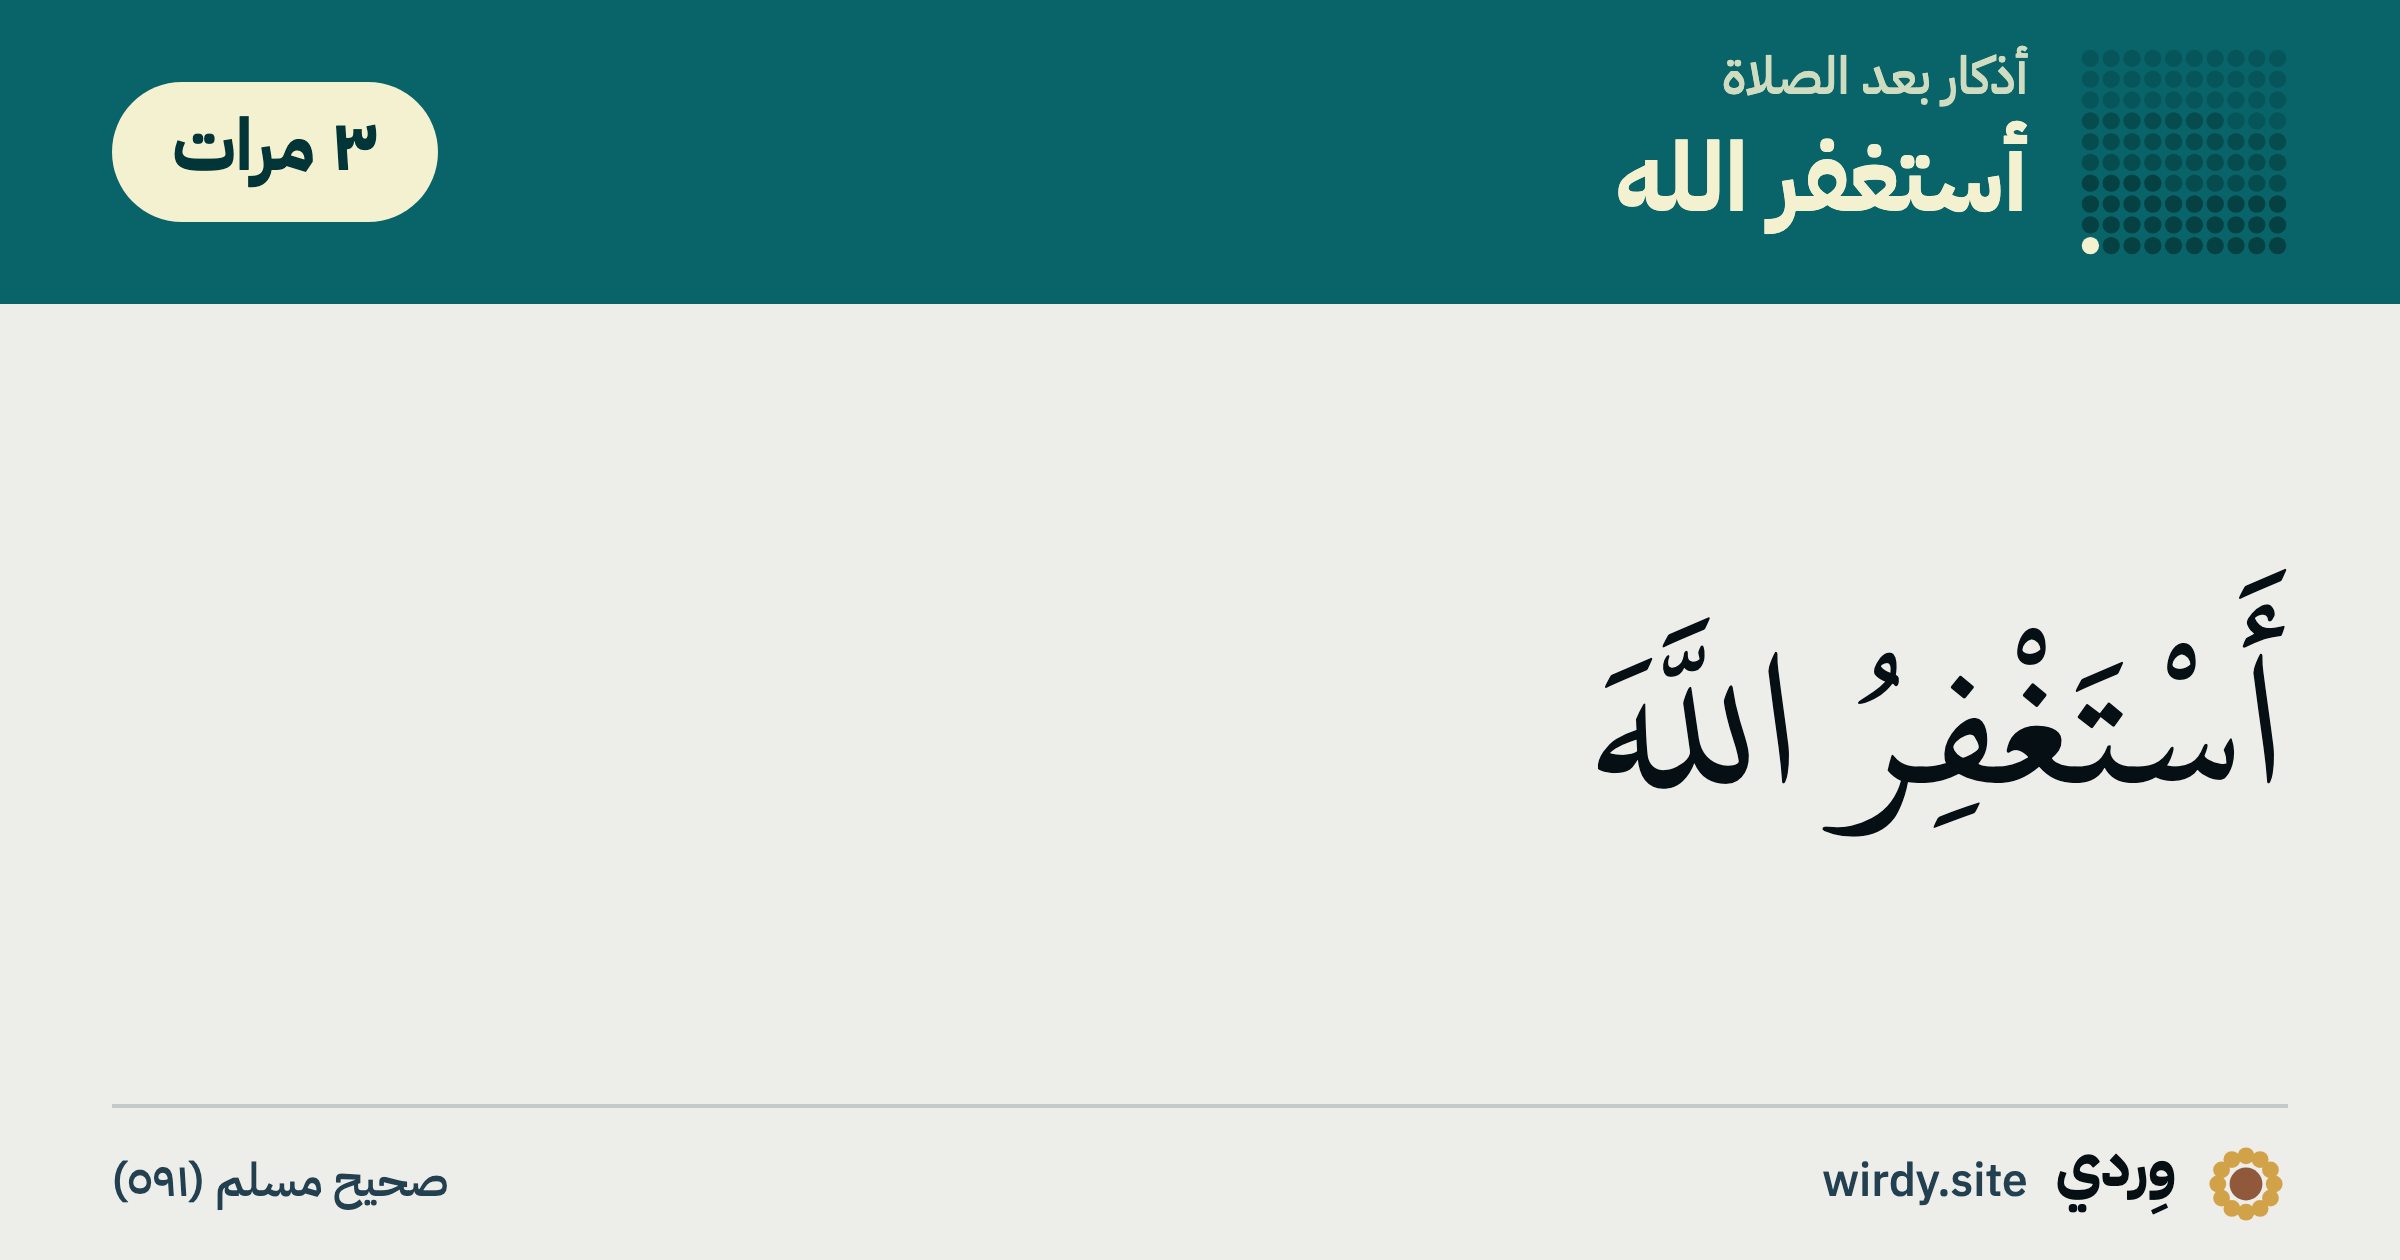 أذكار بعد الصلاة
أستغفر الله
٣ مرات
أَسْتَغْفِرُ اللَّهَ
وِردي wirdy.site
صحيح مسلم (٥٩١)